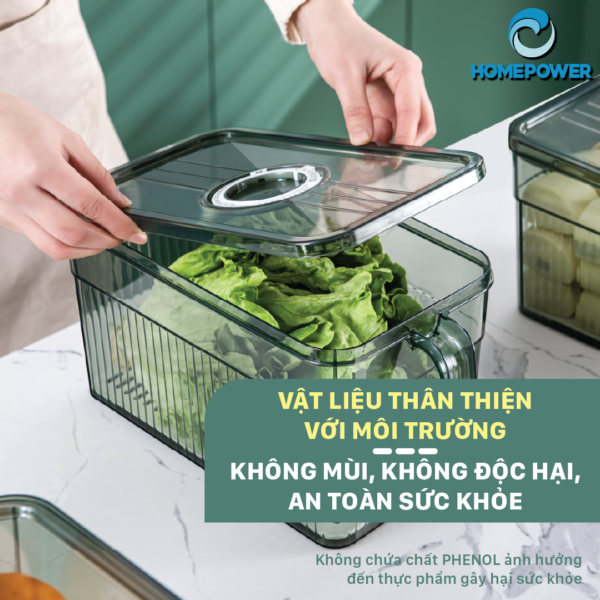 HOMEPOWER
VẬT LIỆU THÂN THIỆN
VỚI MÔI TRƯỜNG
KHÔNG MÙI, KHÔNG ĐỘC HẠI,
AN TOÀN SỨC KHỎE
Không chứa chất PHENOL ảnh hưởng
đến thực phẩm gây hại sức khỏe